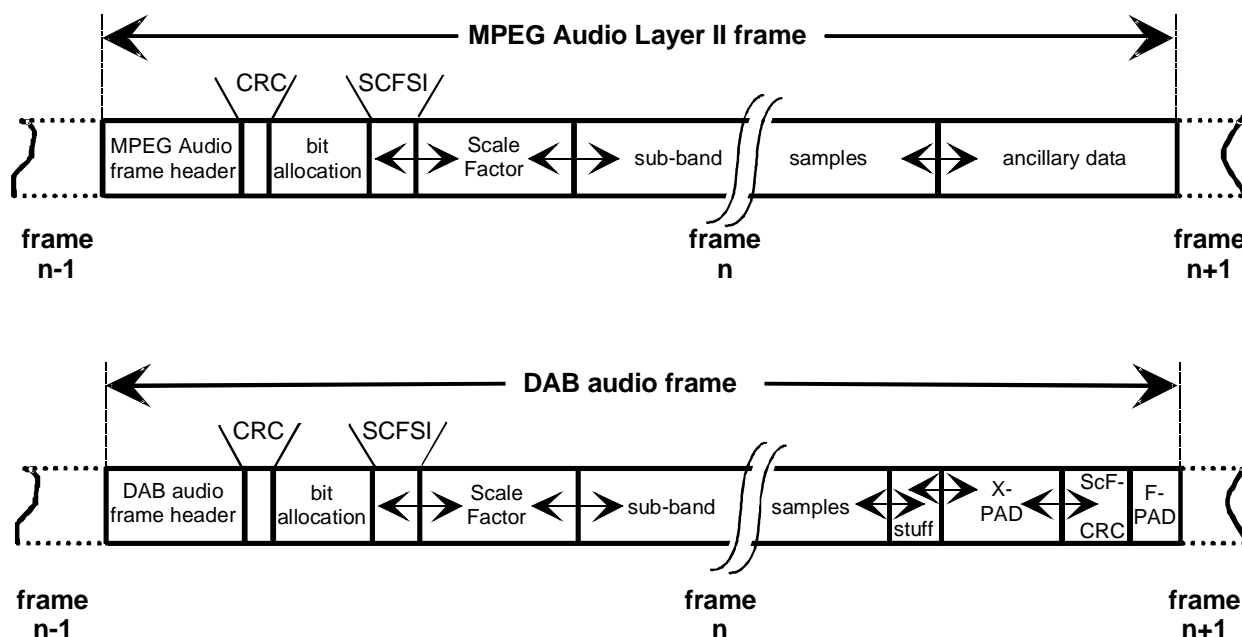 MPEG Audio Layer II frame
CRC SCFSI
MPEG Audio
frame header
bit
allocation
Scale
Factor
sub-band samples
ancillary data
frame
n-1
frame
n
frame
n+1
DAB audio frame
CRC SCFSI
DAB audio
frame header
bit
allocation
Scale
Factor
sub-band samples
stuff
X-
PAD
ScF-
CRC
F-
PAD
frame
n-1
frame
n
frame
n+1